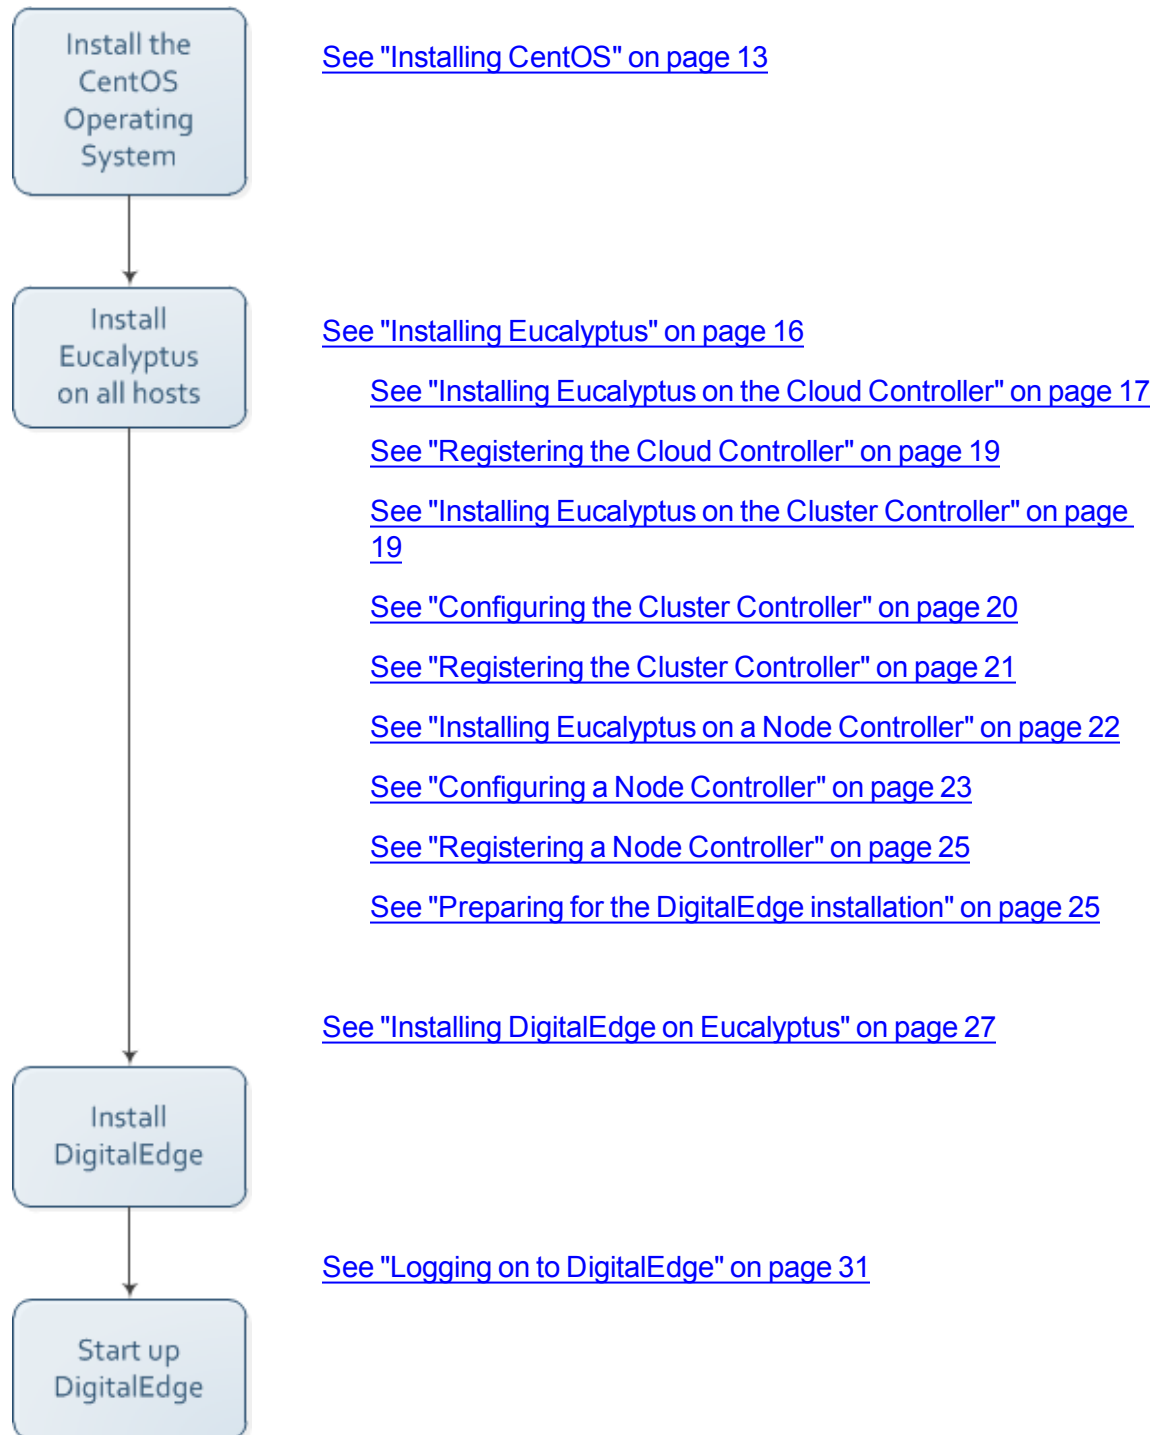 Install the
CentOS
Operating
System
See "Installing CentOS" on page 13
Install
Eucalyptus
on all hosts
See "Installing Eucalyptus" on page 16
See "Installing Eucalyptus on the Cloud Controller" on page 17
See "Registering the Cloud Controller" on page 19
See "Installing Eucalyptus on the Cluster Controller" on page
19
See "Configuring the Cluster Controller" on page 20
See "Registering the Cluster Controller" on page 21
See "Installing Eucalyptus on a Node Controller" on page 22
See "Configuring a Node Controller" on page 23
See "Registering a Node Controller" on page 25
See "Preparing for the DigitalEdge installation" on page 25
See "Installing DigitalEdge on Eucalyptus" on page 27
Install
DigitalEdge
See "Logging on to DigitalEdge" on page 31
Start up
DigitalEdge